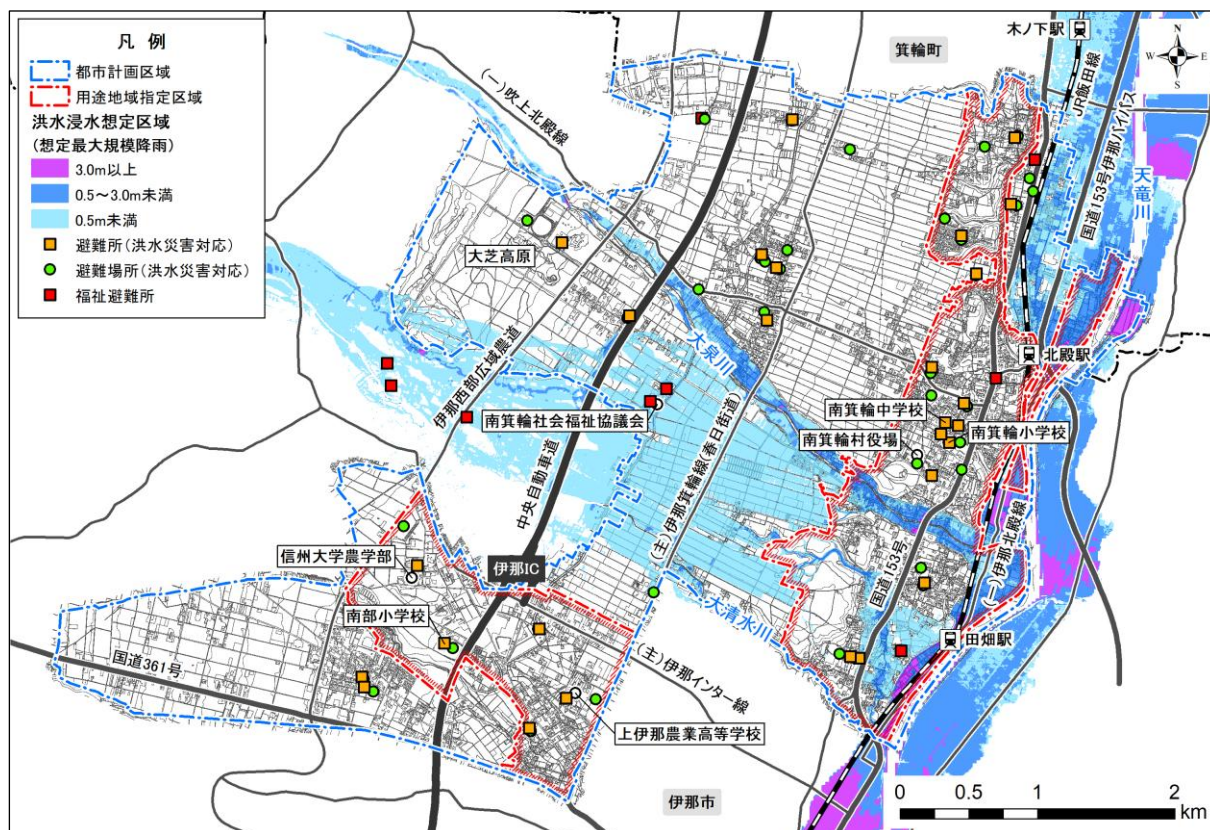 凡 例
都市計画区域
用途地域指定区域
洪水浸水想定区域
(想定最大規模降雨)
3.0m以上
0.5~3.0m未満
0.5m未満
避難所(洪水災害対応)
避難場所(洪水災害対応)
福祉避難所
木ノ下駅
箕輪町
N
W
E
S
JR飯田線
国道153号伊那バイパス
天竜川
(一)吹上北殿線
大芝高原
大泉川
北殿駅
伊那西部広域農道
南箕輪中学校
南箕輪社会福祉協議会
南箕輪村役場
南箕輪小学校
(主)伊那箕輪線(春日街道)
中央自動車道
信州大学農学部
伊那IC
国道153号
(一)伊那北殿線
南部小学校
大清水川
田畑駅
国道361号
(主)伊那インター線
上伊那農業高等学校
伊那市
0 0.5 1 2
km